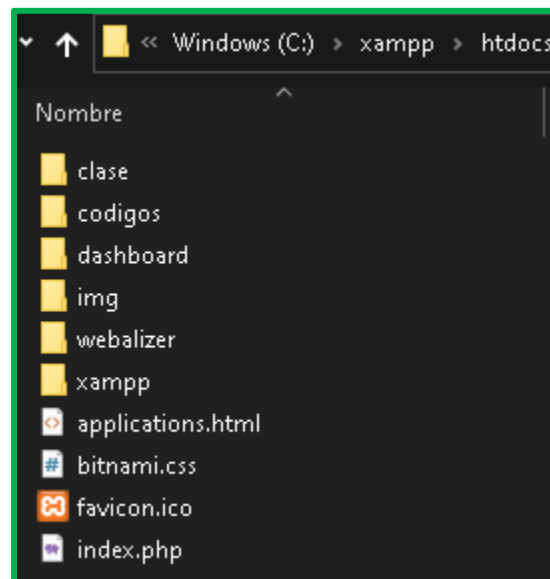 « Windows (C:) > xampp > htdocs
Nombre
clase
codigos
dashboard
img
webalizer
xampp
applications.html
bitnami.css
favicon.ico
index.php